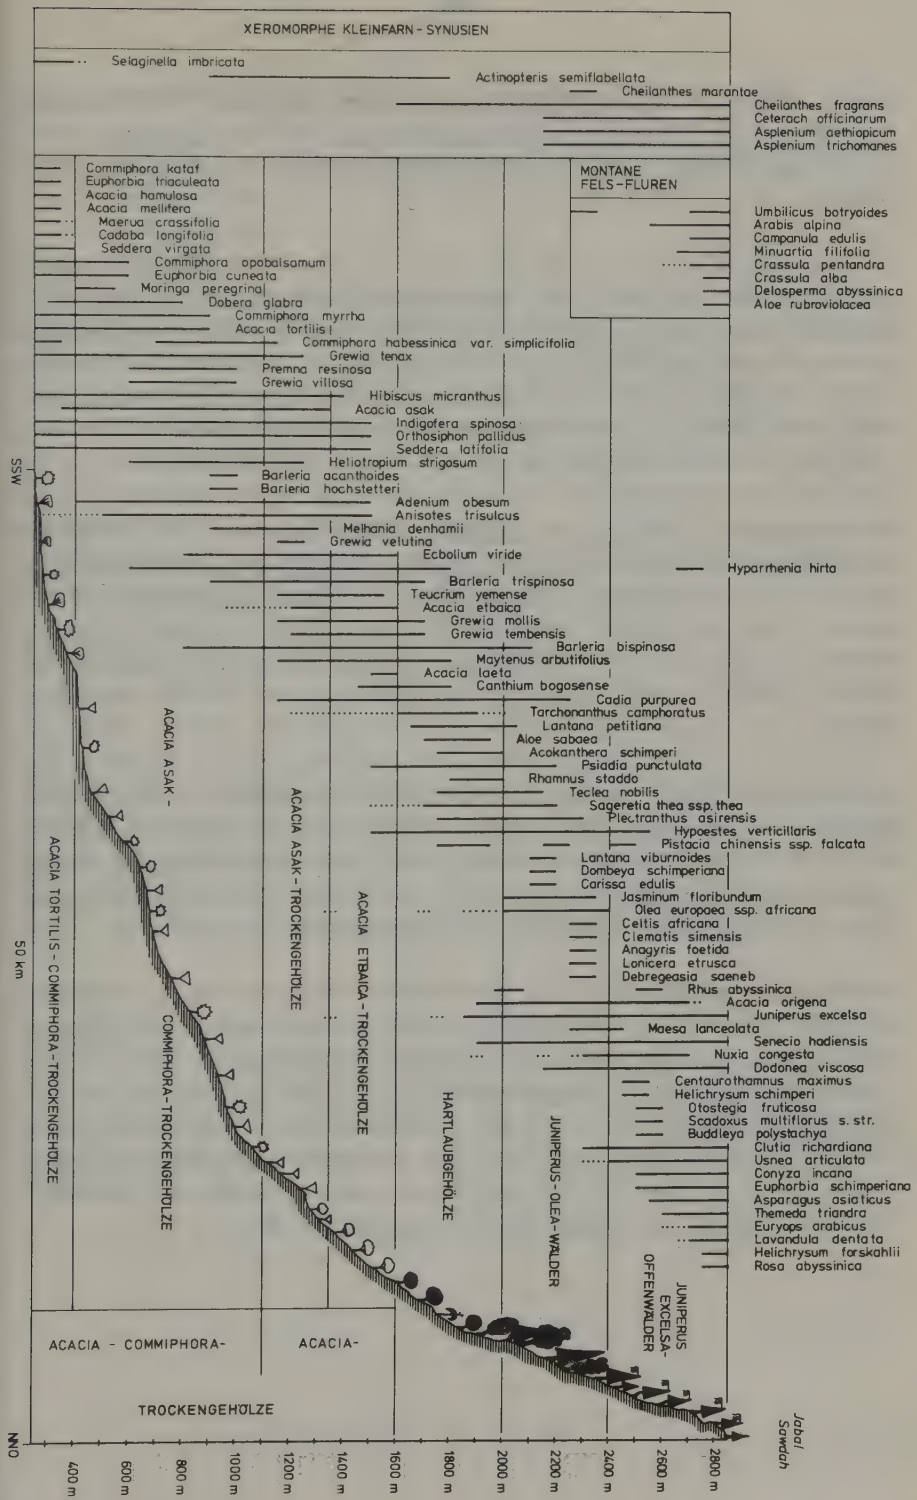 XEROMORPHE KLEINFARN-SYNUSIEN
Selaginella imbricata
Actinopteris semiflabellata
Cheilanthes marantae
Cheilanthes fragrans
Ceterach officinarum
Asplenium aethiopicum
Asplenium trichomanes
MONTANE
FELS-FLUREN
Commiphora kataf
Euphorbia triaculeata
Acacia hamulosa
Acacia mellifera
Maerua crassifolia
Cadaba longifolia
Seddera virgata
Commiphora opobalsamum
Euphorbia cuneata
Moringa peregrina
Dobera glabra
Commiphora myrrha
Acacia tortilis
Umbilicus botryoides
Arabis alpina
Campanula edulis
Minuartia filifolia
Crassula pentandra
Crassula alba
Delosperma abyssinica
Aloe rubroviolacea
Commiphora habessinica var. simplicifolia
Grewia tenax
Premna resinosa
Grewia villosa
Hibiscus micranthus
Acacia asak
Indigofera spinosa
Orthosiphon pallidus
Seddera latifolia
Heliotropium strigosum
Barleria acanthoides
Barleria hochstetteri
Adenium obesum
Anisotes trisulcus
Melhania denhamii
Grewia velutina
Ecbolium viride
Hyparrhenia hirta
Barleria trispinosa
Teucrium yemense
Acacia etbaica
Grewia mollis
Grewia tembensis
Barleria bispinosa
Maytenus arbutifolius
Acacia laeta
Canthium bogosense
Cadia purpurea
Tarchonanthus camphoratus
Lantana petitiana
Aloe sabaea
Acokanthera schimperi
Psiadia punctulata
Rhamnus staddo
Teclea nobilis
Sageretia thea ssp. thea
Plectranthus asirensis
Hypoestes verticillaris
Pistacia chinensis ssp. falcata
Lantana viburnoides
Dombeya schimperiana
Carissa edulis
Jasminum floribundum
Olea europaea ssp. africana
Celtis africana
Clematis simensis
Anagyris foetida
Lonicera etrusca
Debregeasia saeneb
Rhus abyssinica
Acacia origena
Juniperus excelsa
Maesa lanceolata
Senecio hadiensis
Nuxia congesta
Dodonea viscosa
Centaurothamnus maximus
Helichrysum schimperi
Otostegia fruticosa
Scadoxus multiflorus s.str.
Buddleya polystachya
Clutia richardiana
Usnea articulata
Conyza incana
Euphorbia schimperiana
Asparagus asiaticus
Themeda triandra
Euryops arabicus
Lavandula dentata
Helichrysum forskahlii
Rosa abyssinica
SSW
50 km
NNO
ACACIA TORTILIS-COMMIPHORA-TROCKENGEHÖLZE
ACACIA ASAK-
COMMIPHORA-TROCKENGEHÖLZE
ACACIA ASAK-TROCKENGEHÖLZE
ACACIA ETBAICA-TROCKENGEHÖLZE
HARTLAUBGEHÖLZE
JUNIPERUS-OLEA-WÄLDER
JUNIPERUS
EXCELSA-
OFFENWÄLDER
ACACIA - COMMIPHORA-
ACACIA-
TROCKENGEHÖLZE
Jabal
Sawdah
400 m
600 m
800 m
1000 m
1200 m
1400 m
1600 m
1800 m
2000 m
2200 m
2400 m
2600 m
2800 m